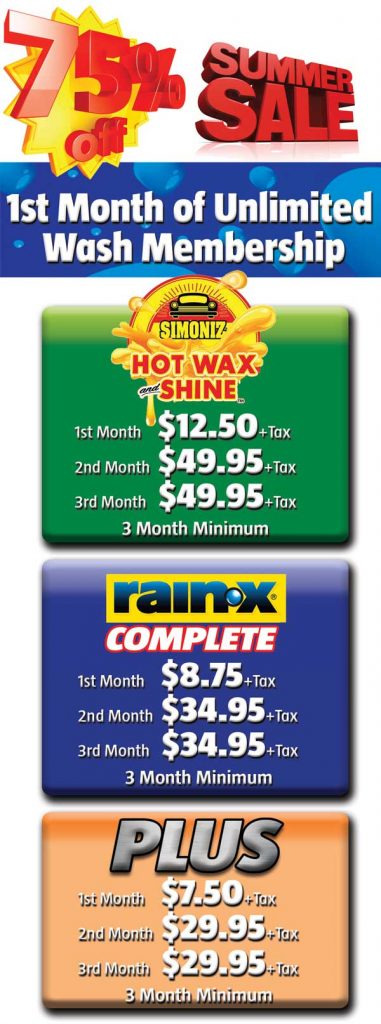 75%
off
SUMMER
SALE
1st Month of Unlimited
Wash Membership
SIMONIZ
HOT WAX
and SHINE™
1st Month $12.50+Tax
2nd Month $49.95+Tax
3rd Month $49.95+Tax
3 Month Minimum
rain-x®
COMPLETE
1st Month $8.75+Tax
2nd Month $34.95+Tax
3rd Month $34.95+Tax
3 Month Minimum
PLUS
1st Month $7.50+Tax
2nd Month $29.95+Tax
3rd Month $29.95+Tax
3 Month Minimum